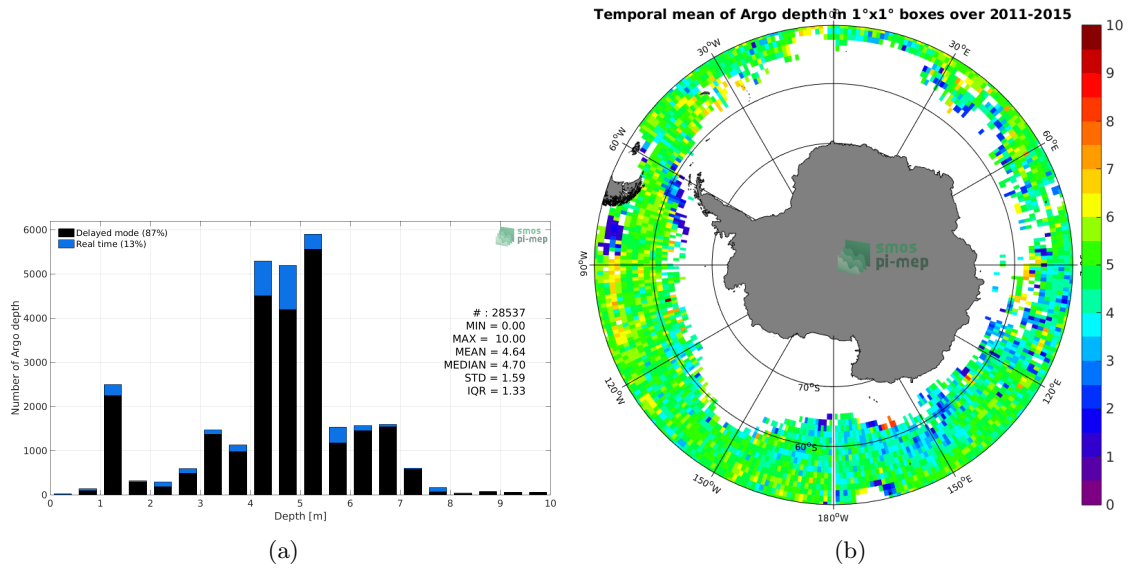 Temporal mean of Argo depth in 1°x1° boxes over 2011-2015
Delayed mode (87%)
Real time (13%)
smos
pi-mep
# : 28537
MIN = 0.00
MAX = 10.00
MEAN = 4.64
MEDIAN = 4.70
STD = 1.59
IQR = 1.33
Number of Argo depth
6000
5000
4000
3000
2000
1000
0
0 1 2 3 4 5 6 7 8 9 10
Depth [m]
(a)
30°W
30°E
60°W
60°E
90°W
120°W
120°E
150°W
150°E
180°W
70°S
60°S
smos
pi-mep
10
9
8
7
6
5
4
3
2
1
0
(b)